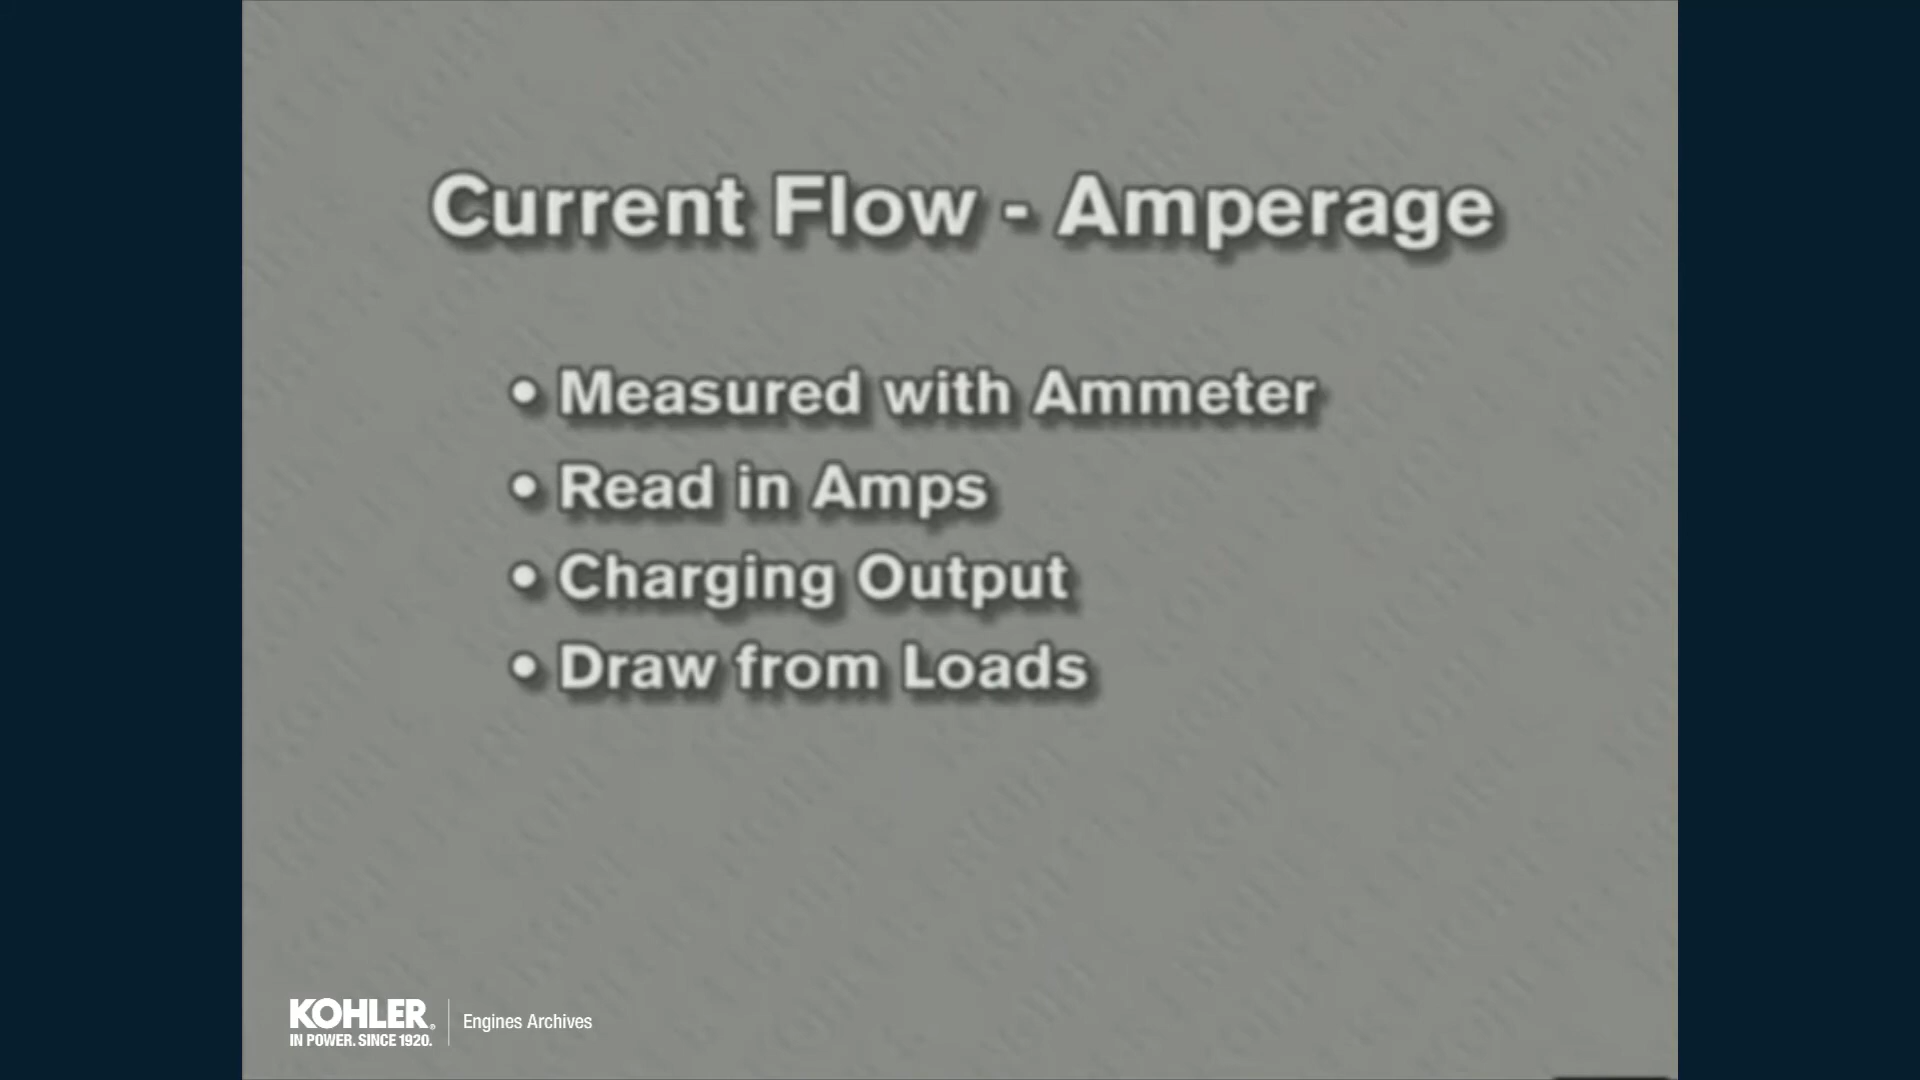 Current Flow - Amperage
• Measured with Ammeter
• Read in Amps
• Charging Output
• Draw from Loads
KOHLER®
IN POWER. SINCE 1920.
Engines Archives